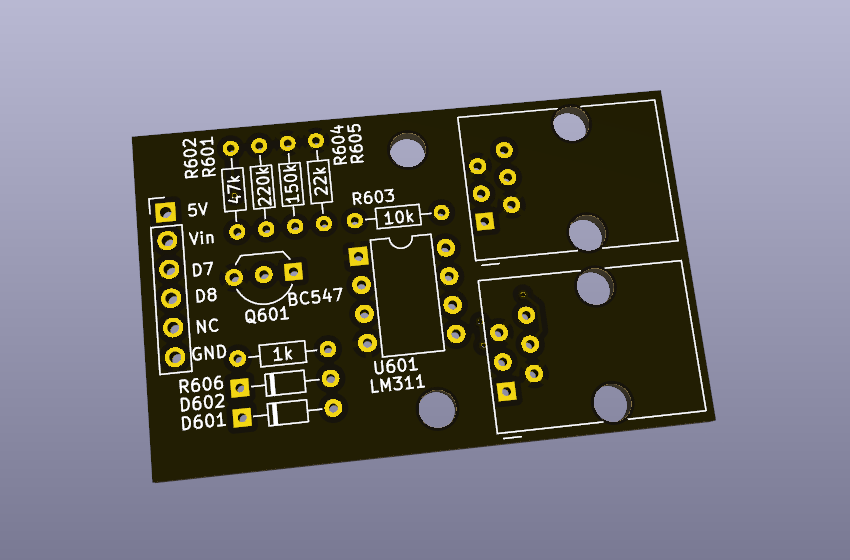 R602
R601
R604
R605
47k
220k
150k
22k
R603
10k
5V
Vin
D7
D8
NC
GND
BC547
Q601
1k
U601
LM311
R606
D602
D601